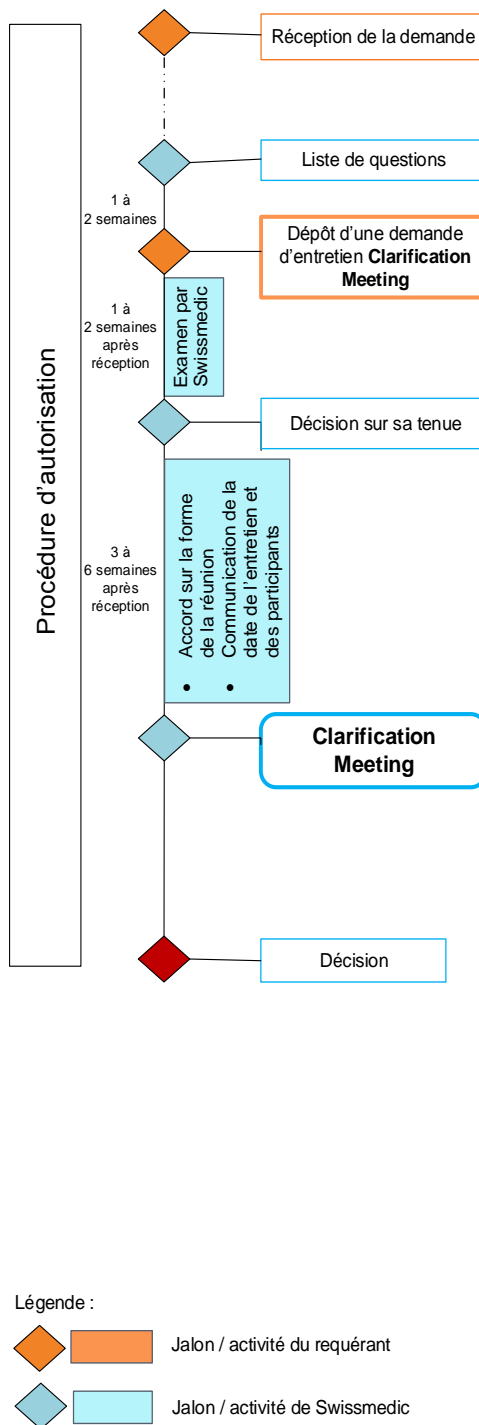 Procédure d'autorisation
Réception de la demande
Liste de questions
1 à
2 semaines
Dépôt d'une demande
d'entretien Clarification
Meeting
1 à
2 semaines
après
réception
Examen par
Swissmedic
Décision sur sa tenue
3 à
6 semaines
après
réception
• Accord sur la forme
de la réunion
• Communication de la
date de l'entretien et
des participants
Clarification
Meeting
Décision
Légende :
Jalon / activité du requérant
Jalon / activité de Swissmedic